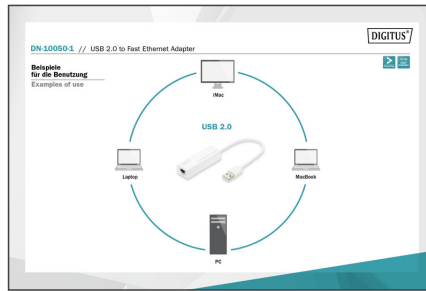 DIGITUS®
DN-10050-1 // USB 2.0 to Fast Ethernet Adapter
Beispiele
für die Benutzung
Examples of use
iMac
USB 2.0
Laptop
MacBook
PC